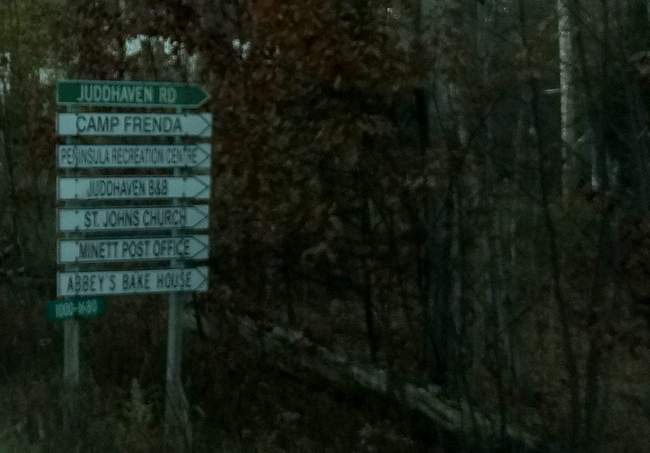 JUDDHAVEN RD
CAMP FRENDA
PENINSULA RECREATION CENTRE
JUDDHAVEN B&B
ST. JOHNS CHURCH
MINETT POST OFFICE
ABBEY'S BAKE HOUSE